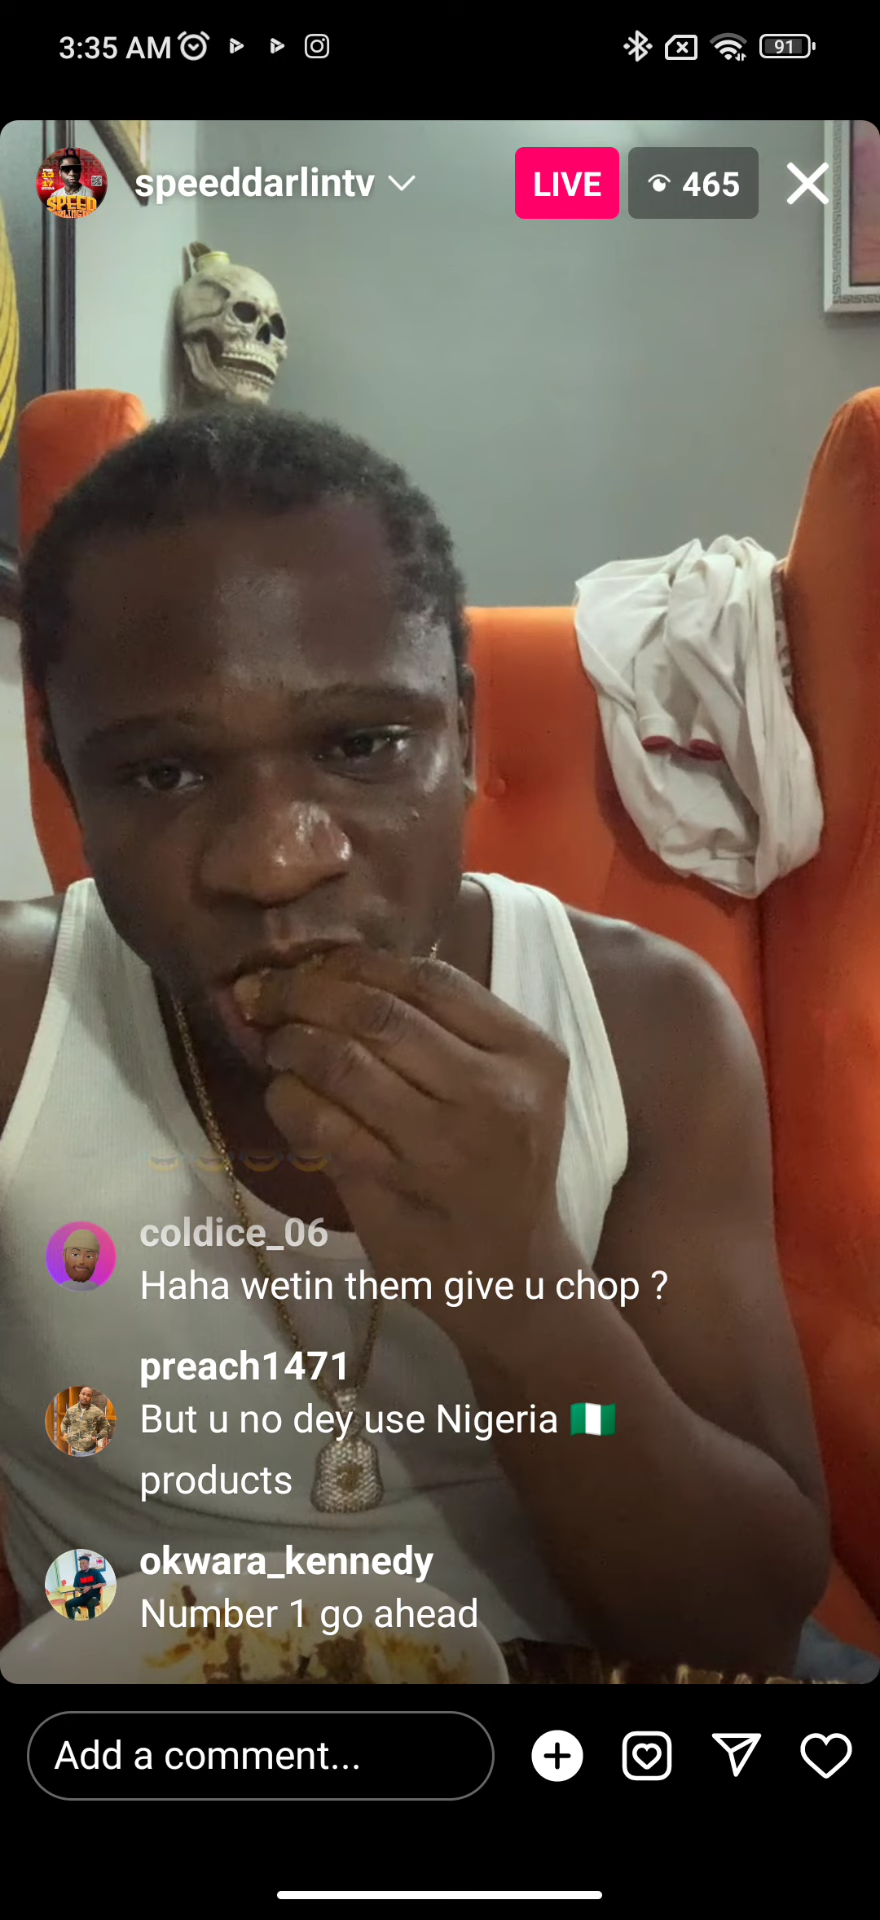 3:35 AM
91
speeddarlintv
LIVE
465
SPEED
coldice_06
Haha wetin them give u chop ?
preach1471
But u no dey use Nigeria 🇳🇬
products
okwara_kennedy
Number 1 go ahead
Add a comment...